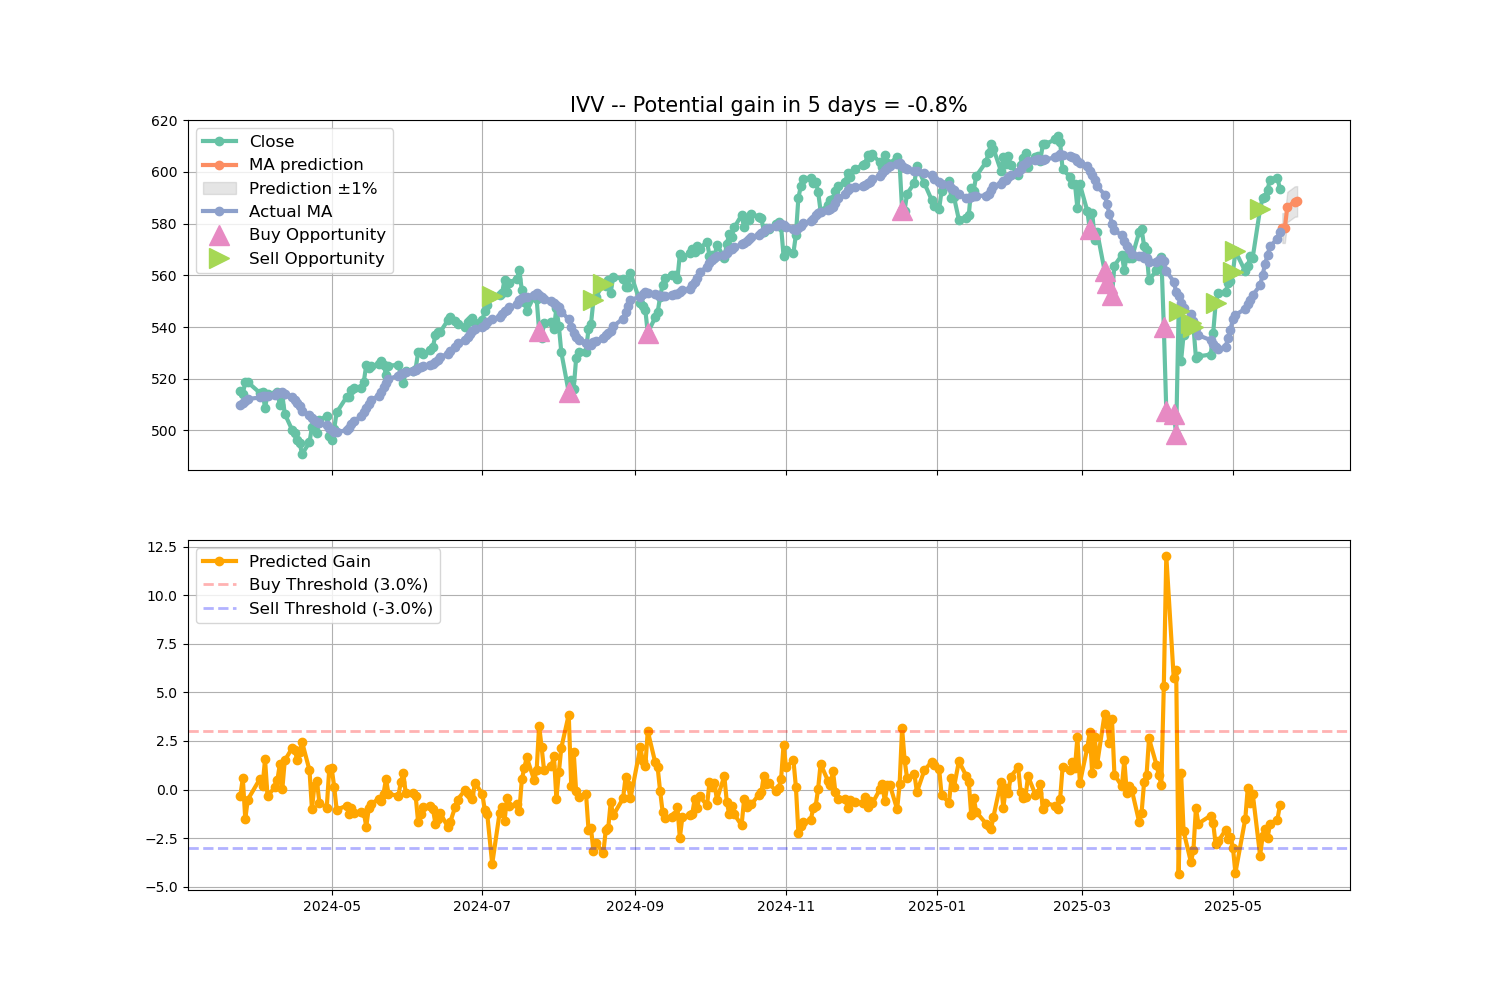 IVV -- Potential gain in 5 days = -0.8%
620
600
580
560
540
520
500
Close
MA prediction
Prediction ±1%
Actual MA
Buy Opportunity
Sell Opportunity
12.5
10.0
7.5
5.0
2.5
0.0
−2.5
−5.0
Predicted Gain
Buy Threshold (3.0%)
Sell Threshold (-3.0%)
2024-05
2024-07
2024-09
2024-11
2025-01
2025-03
2025-05